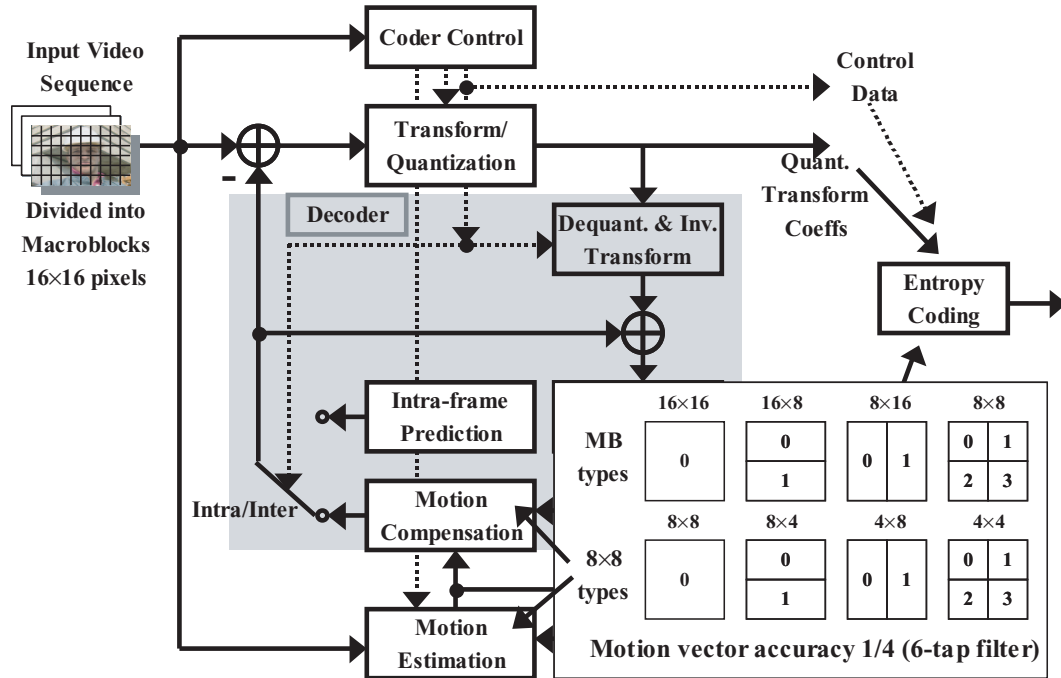 Input Video
Sequence
Divided into
Macroblocks
16×16 pixels
Coder Control
Control
Data
Transform/
Quantization
-
Quant.
Transform
Coeffs
Decoder
Dequant. & Inv.
Transform
Entropy
Coding
Intra-frame
Prediction
Intra/Inter
Motion
Compensation
Motion
Estimation
16×16
16×8
8×16
8×8
MB
types
0
0
1
0 1
0 1
2 3
8×8
8×4
4×8
4×4
8×8
types
0
0
1
0 1
0 1
2 3
Motion vector accuracy 1/4 (6-tap filter)